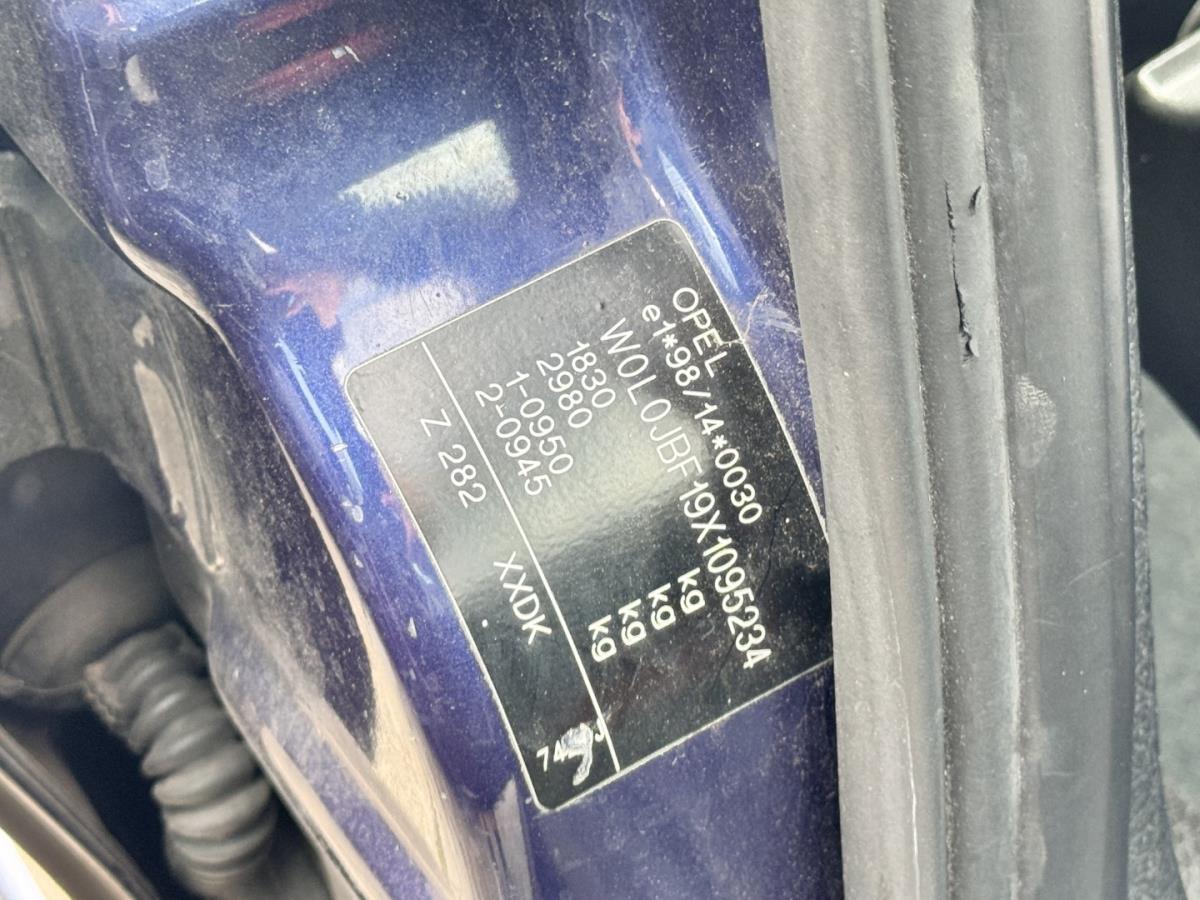 OPEL
e1*98/14*0030
W0L0JBF19X1095234
1830 kg
2980 kg
1-0950 kg
2-0945 kg
Z 282 XXDK